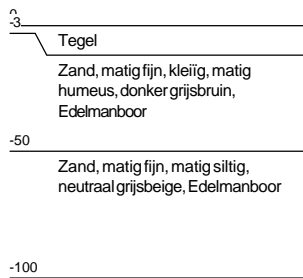 0
-3
Tegel
Zand, matig fijn, kleiïg, matig
humeus, donker grijsbruin,
Edelmanboor
-50
Zand, matig fijn, matig siltig,
neutraal grijsbeige, Edelmanboor
-100